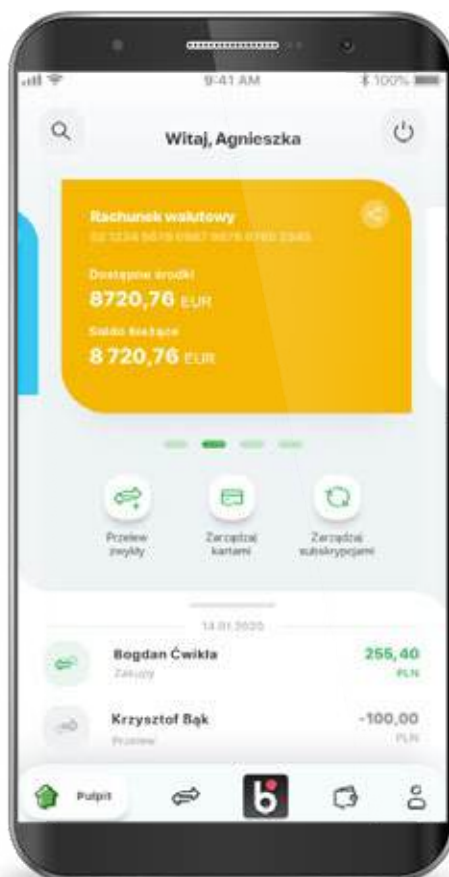 9:41 AM
100%
Witaj, Agnieszka
Rachunek walutowy
Dostępne środki
8720,76 EUR
Saldo bieżące
8 720,76 EUR
Przelew
zwykły
Zarządzaj
kartami
Zarządzaj
subskrypcjami
14.01.2020
Bogdan Ćwikła
255,40
Zakupy
PLN
Krzysztof Bąk
-100,00
Przelew
PLN
Pulpit